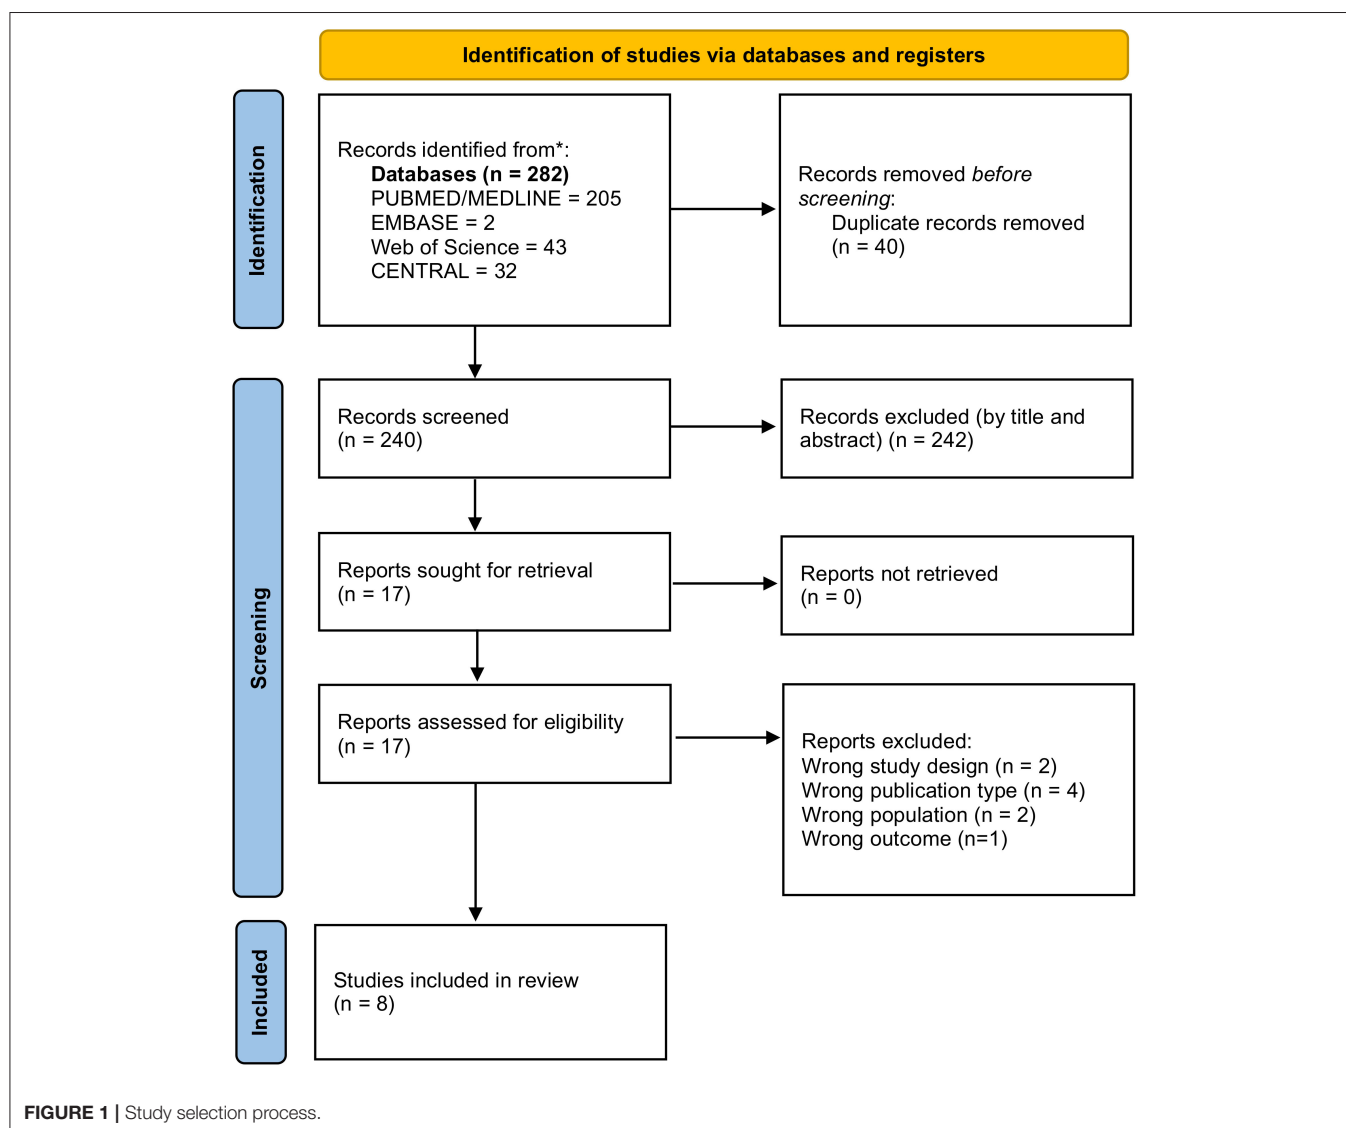 Identification of studies via databases and registers
Identification
Records identified from*:
Databases (n = 282)
PUBMED/MEDLINE = 205
EMBASE = 2
Web of Science = 43
CENTRAL = 32
Records removed before
screening:
Duplicate records removed
(n = 40)
Screening
Records screened
(n = 240)
Records excluded (by title and
abstract) (n = 242)
Reports sought for retrieval
(n = 17)
Reports not retrieved
(n = 0)
Reports assessed for eligibility
(n = 17)
Reports excluded:
Wrong study design (n = 2)
Wrong publication type (n = 4)
Wrong population (n = 2)
Wrong outcome (n=1)
Included
Studies included in review
(n = 8)
FIGURE 1 | Study selection process.